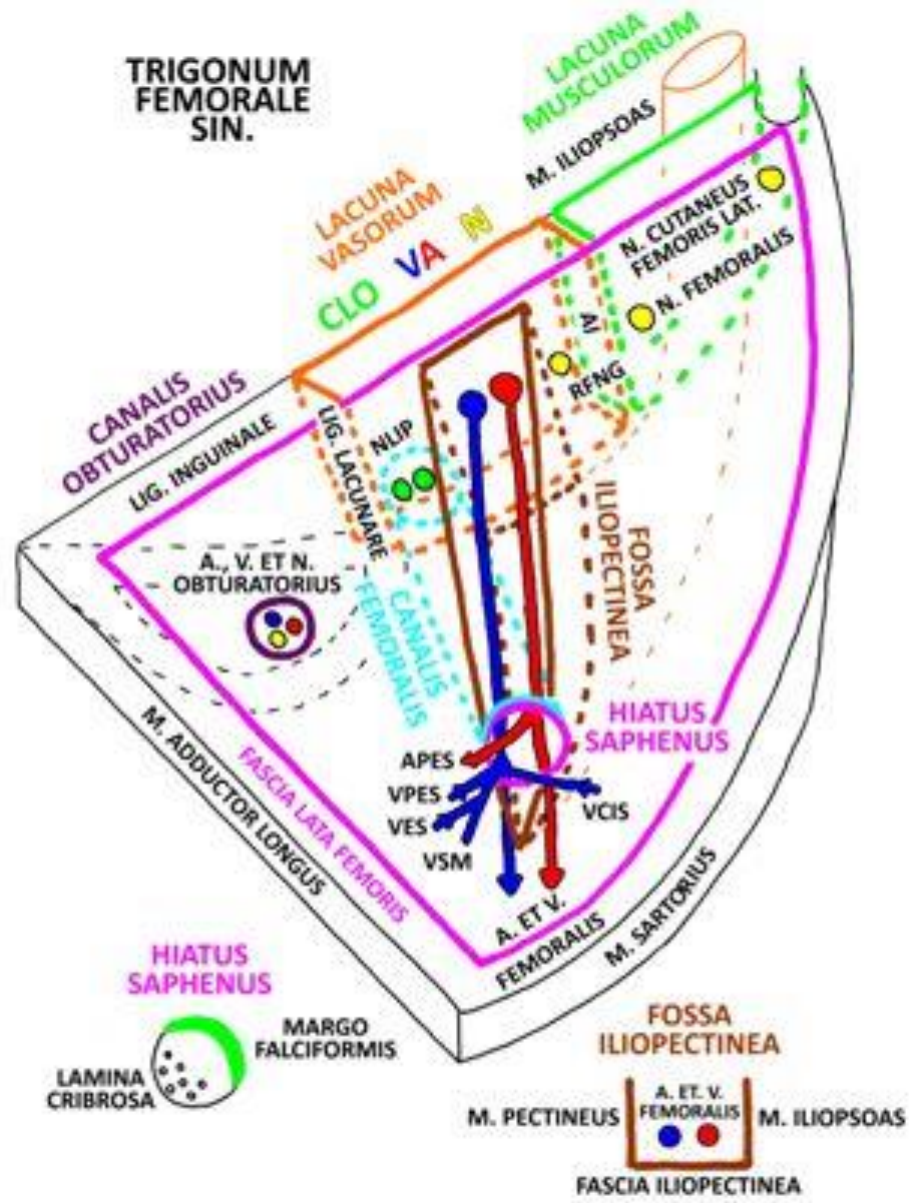 TRIGONUM
FEMORALE
SIN.
LACUNA
MUSCULORUM
M. ILIOPSOAS
LACUNA
VASORUM
CLO VA N
N. CUTANEUS
FEMORIS LAT.
N. FEMORALIS
AI
RFNG
CANALIS
OBTURATORIUS
LIG. INGUINALE
LIG. LACUNARE
NLIP
A., V. ET N.
OBTURATORIUS
CANALIS
FEMORALIS
FOSSA
ILIOPECTINEA
HIATUS
SAPHENUS
APES
VPES
VES
VSM
VCIS
M. ADDUCTOR LONGUS
FASCIA LATA FEMORIS
A. ET V.
FEMORALIS
M. SARTORIUS
HIATUS
SAPHENUS
MARGO
FALCIFORMIS
LAMINA
CRIBROSA
FOSSA
ILIOPECTINEA
A. ET. V.
FEMORALIS
M. PECTINEUS
M. ILIOPSOAS
FASCIA ILIOPECTINEA